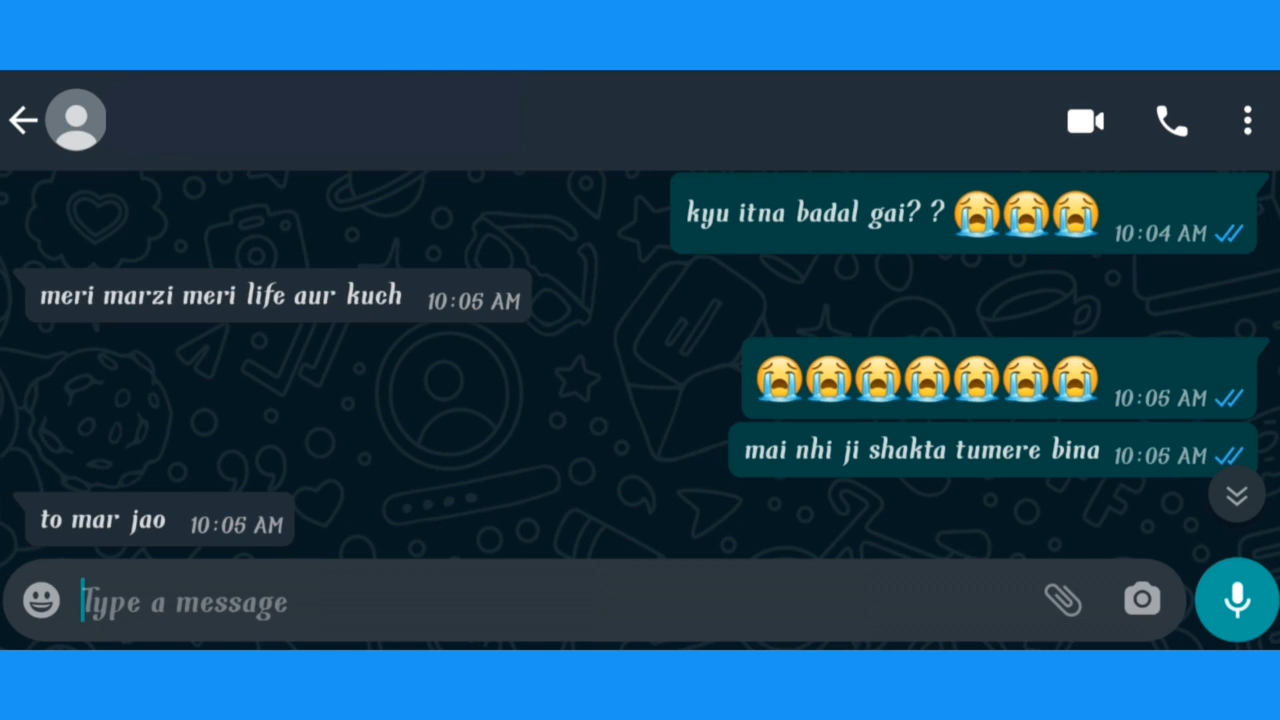 kyu itna badal gai? ? 😭😭😭 10:04 AM
meri marzi meri life aur kuch 10:05 AM
😭😭😭😭😭😭😭 10:05 AM
mai nhi ji shakta tumere bina 10:05 AM
to mar jao 10:05 AM
Type a message